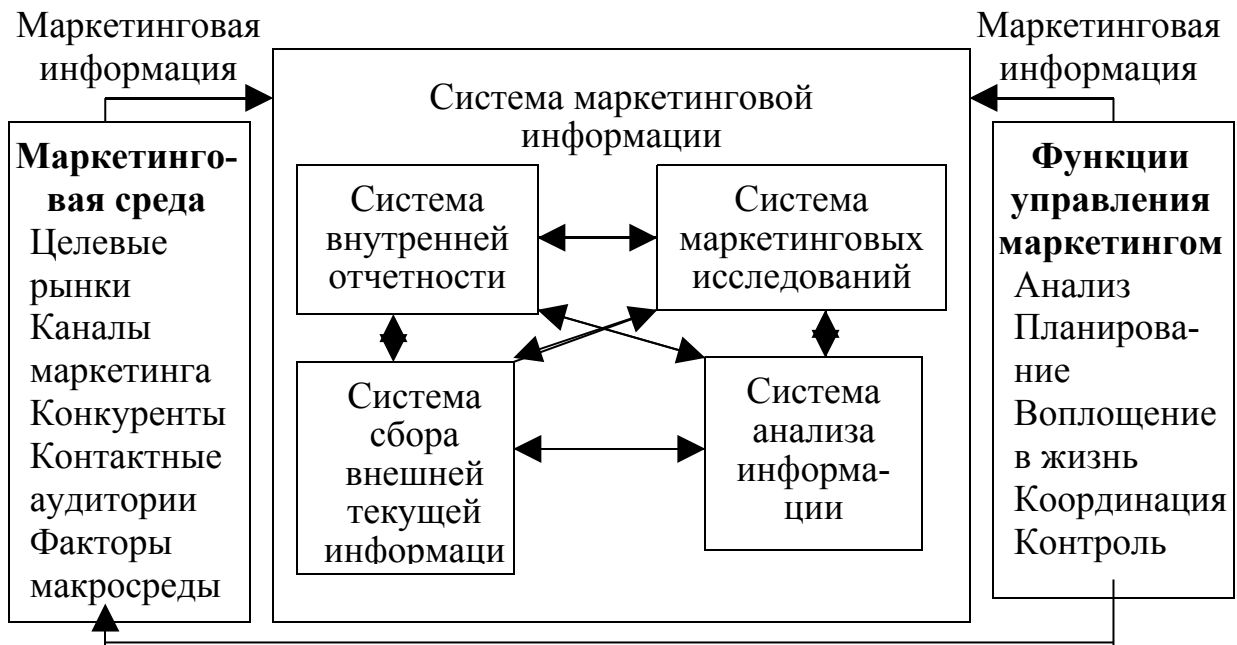 Маркетинговая
информация
Маркетинговая
информация
Система маркетинговой
информации
Маркетинго-
вая среда
Целевые
рынки
Каналы
маркетинга
Конкуренты
Контактные
аудитории
Факторы
макросреды
Система
внутренней
отчетности
Система
маркетинговых
исследований
Система
сбора
внешней
текущей
информаци
Система
анализа
информа-
ции
Функции
управления
маркетингом
Анализ
Планирова-
ние
Воплощение
в жизнь
Координация
Контроль